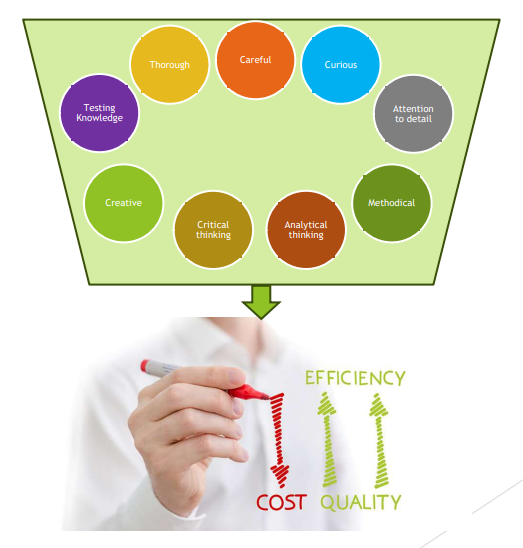 Thorough
Careful
Curious
Testing
Knowledge
Attention
to detail
Creative
Critical
thinking
Analytical
thinking
Methodical
EFFICIENCY
COST QUALITY